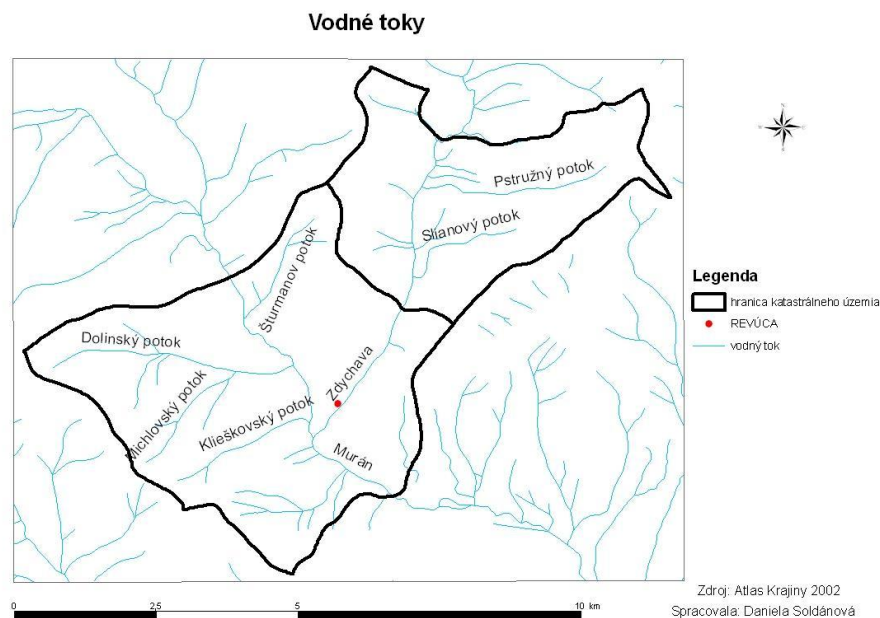 Vodné toky
Pstružný potok
Slianový potok
Šturmanov potok
Dolinský potok
Zdychava
Michlovský potok
Klieškovský potok
Murán
Legenda
hranica katastrálneho územia
REVÚCA
vodný tok
Zdroj: Atlas Krajiny 2002
Spracovala: Daniela Soldánová
0 2,5 5 10 km